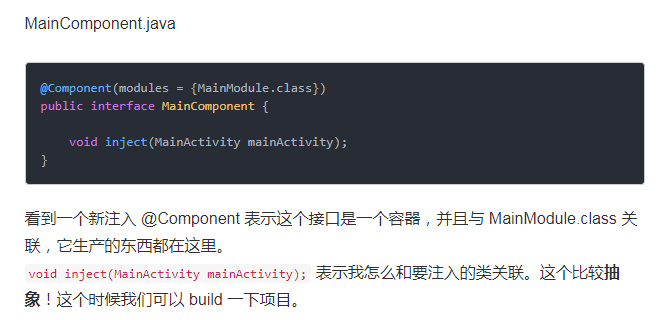 MainComponent.java
@Component(modules = {MainModule.class})
public interface MainComponent {
    void inject(MainActivity mainActivity);
}
看到一个新注入 @Component 表示这个接口是一个容器，并且与 MainModule.class 关
联，它生产的东西都在这里。
void inject(MainActivity mainActivity); 表示我怎么和要注入的类关联。这个比较抽
象！这个时候我们可以 build 一下项目。